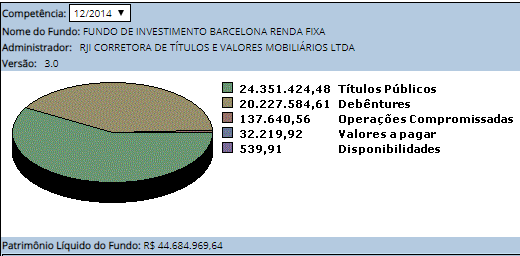 Competência: 12/2014
Nome do Fundo: FUNDO DE INVESTIMENTO BARCELONA RENDA FIXA
Administrador: RJI CORRETORA DE TÍTULOS E VALORES MOBILIÁRIOS LTDA
Versão: 3.0
24.351.424,48 Títulos Públicos
20.227.584,61 Debêntures
137.640,56 Operações Compromissadas
32.219,92 Valores a pagar
539,91 Disponibilidades
Patrimônio Líquido do Fundo: R$ 44.684.969,64